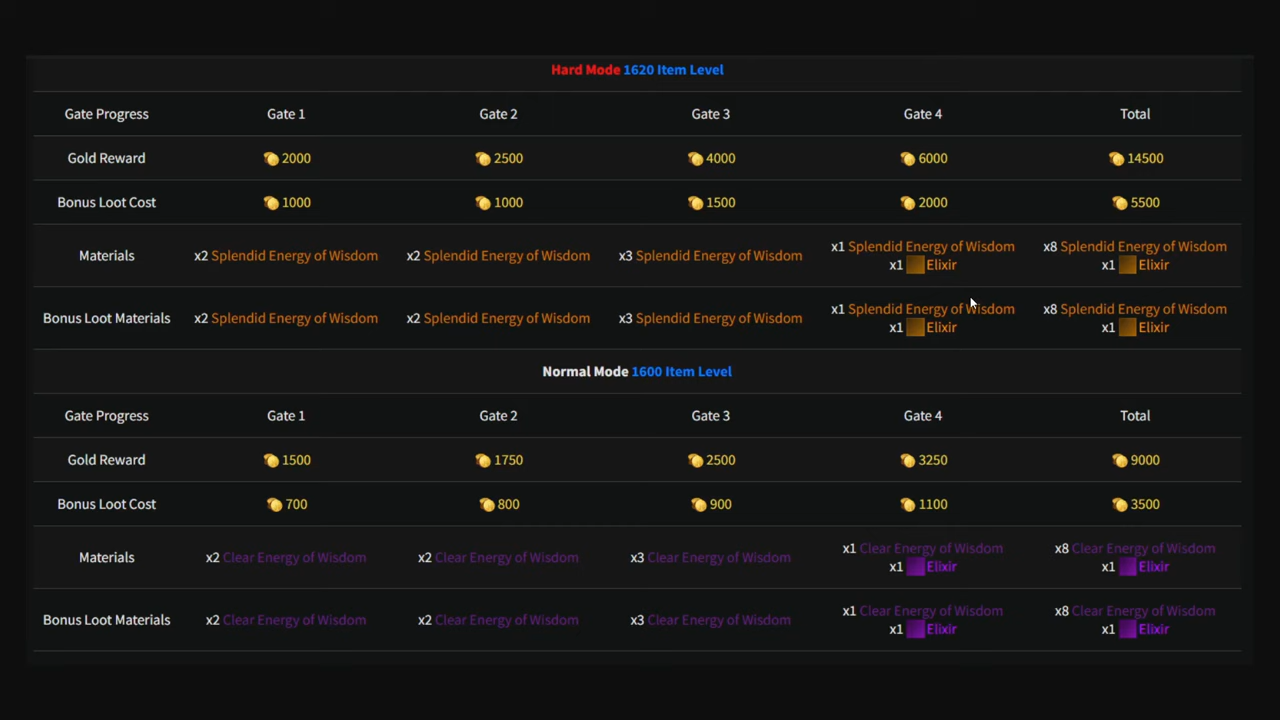 Hard Mode 1620 Item Level
Gate Progress Gate 1 Gate 2 Gate 3 Gate 4 Total
Gold Reward 2000 2500 4000 6000 14500
Bonus Loot Cost 1000 1000 1500 2000 5500
Materials x2 Splendid Energy of Wisdom x2 Splendid Energy of Wisdom x3 Splendid Energy of Wisdom x1 Splendid Energy of Wisdom x8 Splendid Energy of Wisdom
x1 Elixir x1 Elixir
Bonus Loot Materials x2 Splendid Energy of Wisdom x2 Splendid Energy of Wisdom x3 Splendid Energy of Wisdom x1 Splendid Energy of Wisdom x8 Splendid Energy of Wisdom
x1 Elixir x1 Elixir
Normal Mode 1600 Item Level
Gate Progress Gate 1 Gate 2 Gate 3 Gate 4 Total
Gold Reward 1500 1750 2500 3250 9000
Bonus Loot Cost 700 800 900 1100 3500
Materials x2 Clear Energy of Wisdom x2 Clear Energy of Wisdom x3 Clear Energy of Wisdom x1 Clear Energy of Wisdom x8 Clear Energy of Wisdom
x1 Elixir x1 Elixir
Bonus Loot Materials x2 Clear Energy of Wisdom x2 Clear Energy of Wisdom x3 Clear Energy of Wisdom x1 Clear Energy of Wisdom x8 Clear Energy of Wisdom
x1 Elixir x1 Elixir